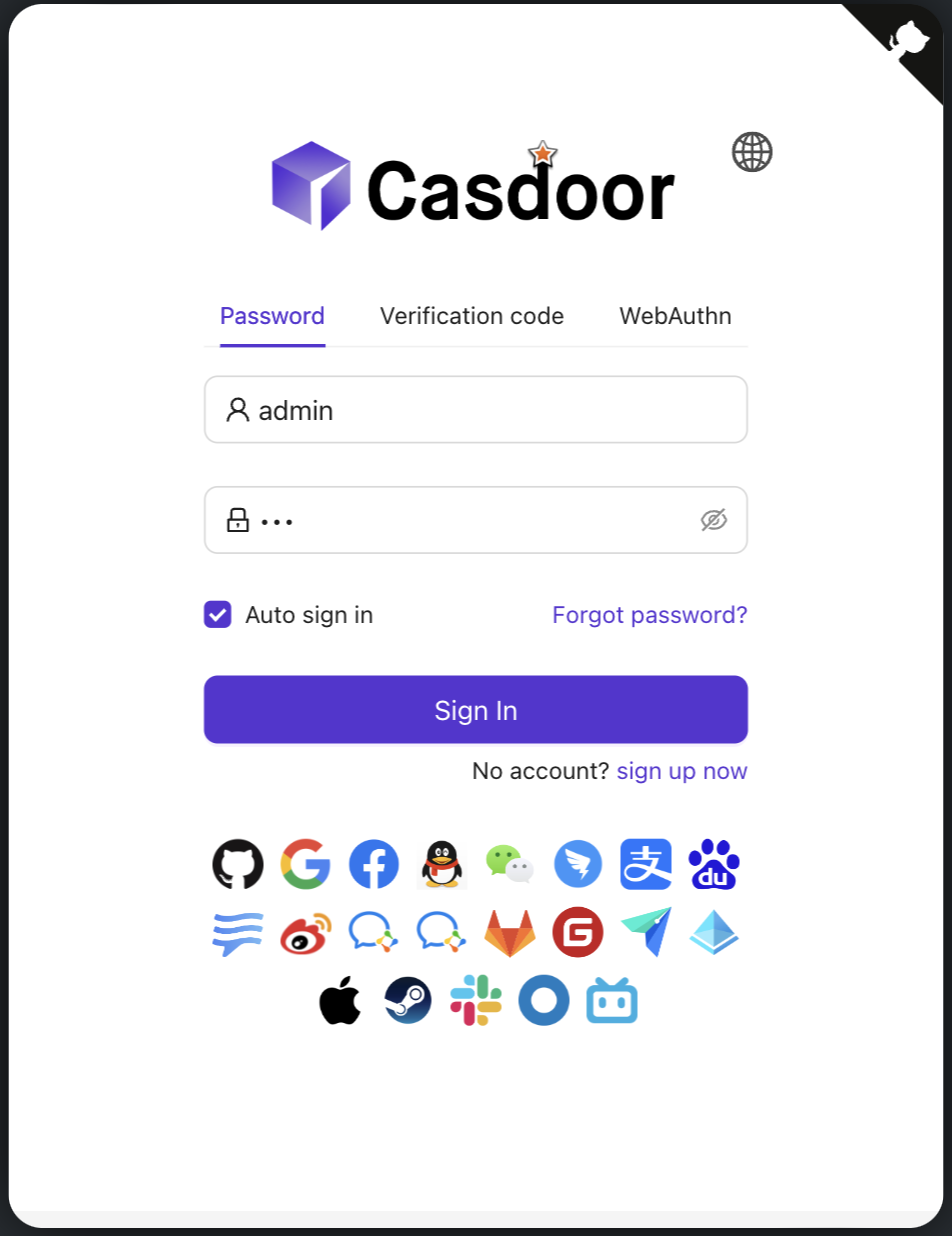 Casdoor
Password Verification code WebAuthn
admin
•••
Auto sign in Forgot password?
Sign In
No account? sign up now
支 du
G